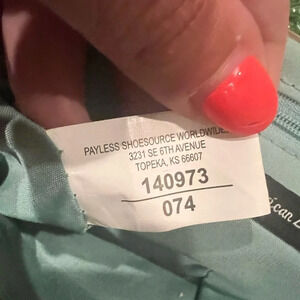 PAYLESS SHOESOURCE WORLDWIDE,
3231 SE 6TH AVENUE
TOPEKA, KS 66607
140973
074